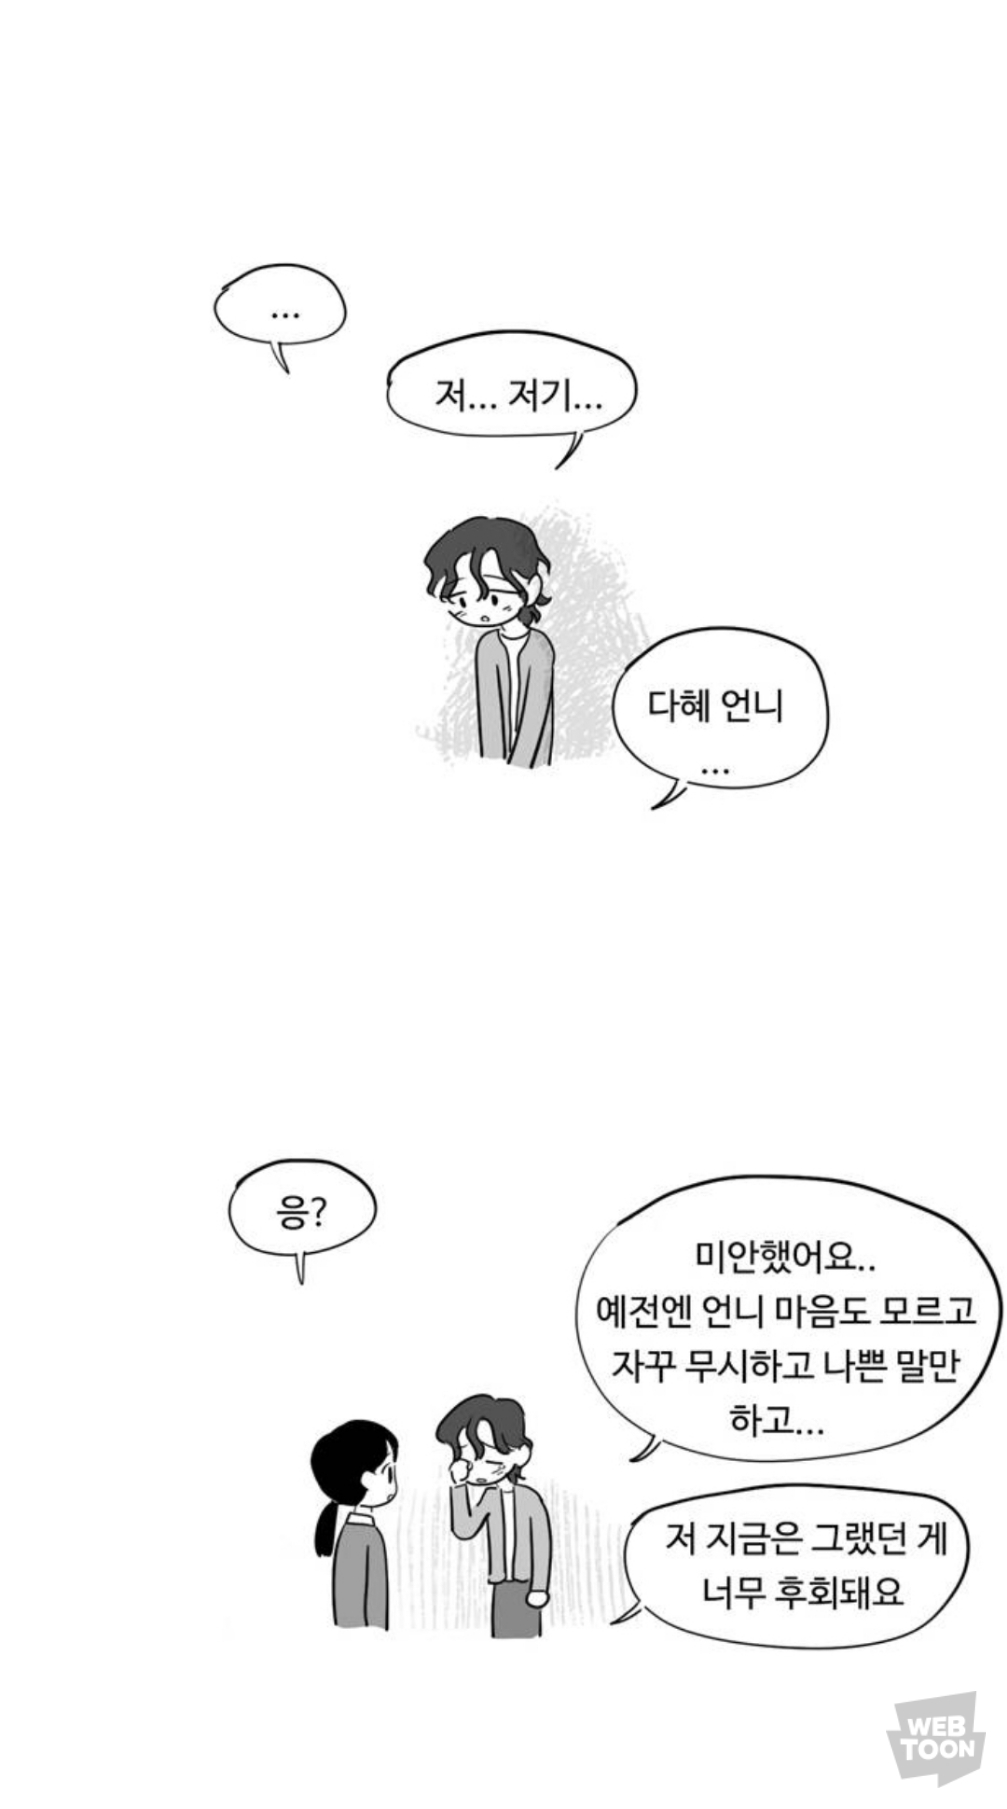 ...
저... 저기...
다혜 언니
...
응?
미안했어요..
예전엔 언니 마음도 모르고
자꾸 무시하고 나쁜 말만
하고...
저 지금은 그랬던 게
너무 후회돼요
WEB
TOON